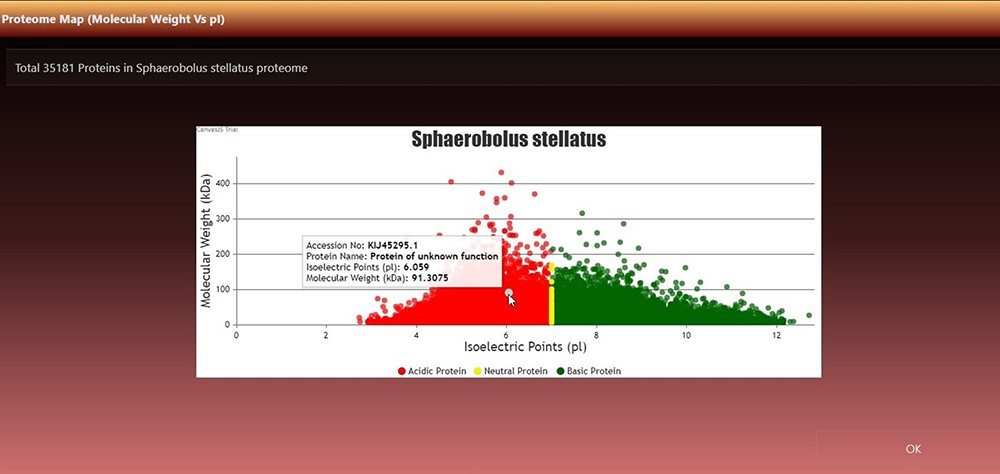 Proteome Map (Molecular Weight Vs pI)
Total 35181 Proteins in Sphaerobolus stellatus proteome
CanvasJS Trial
Sphaerobolus stellatus
Molecular Weight (kDa)
400
300
200
100
0
Accession No: KIJ45295.1
Protein Name: Protein of unknown function
Isoelectric Points (pI): 6.059
Molecular Weight (kDa): 91.3075
0 2 4 6 8 10 12
Isoelectric Points (pI)
Acidic Protein Neutral Protein Basic Protein
OK